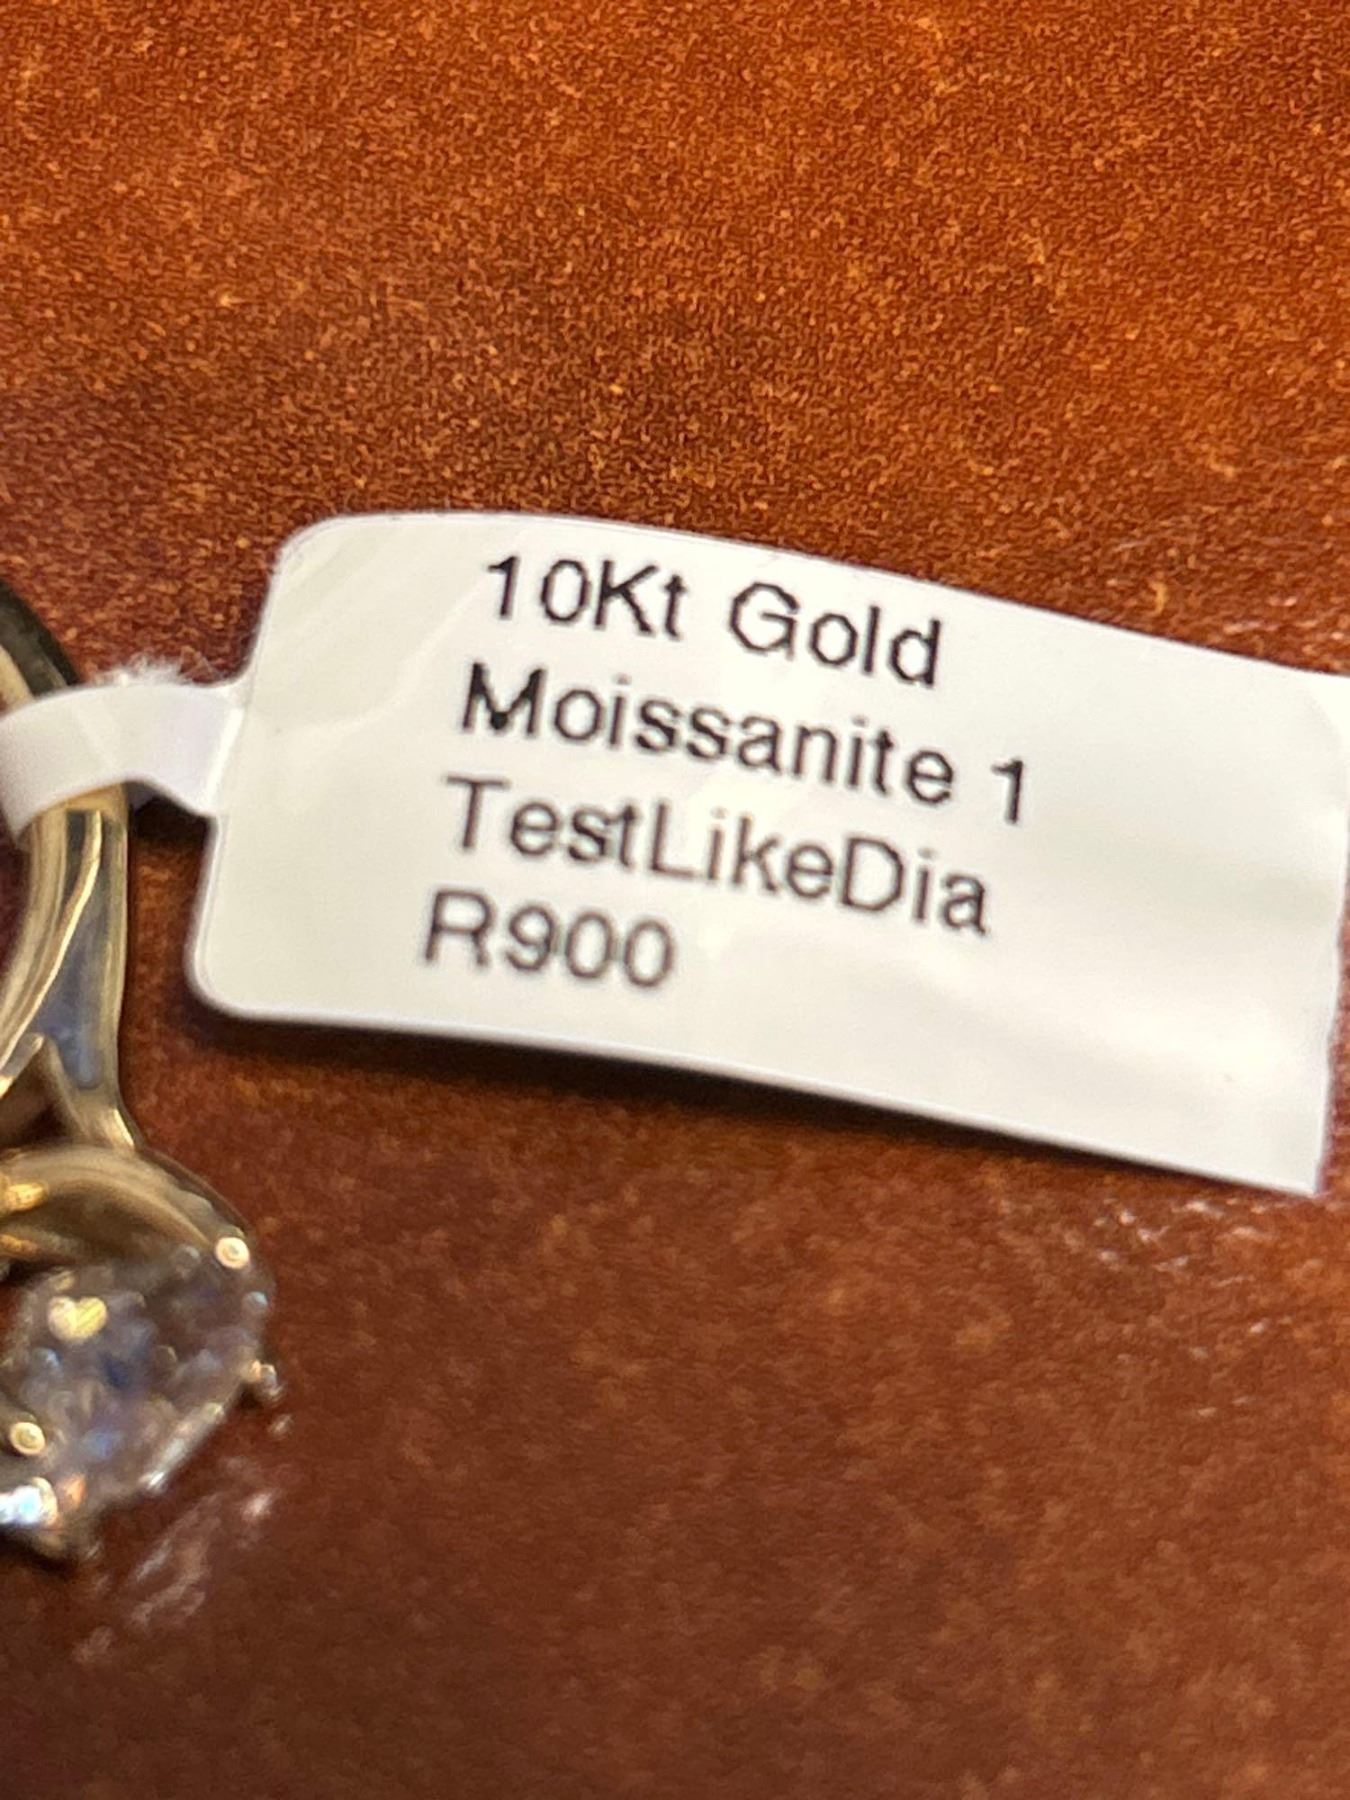 10Kt Gold
Moissanite 1
TestLikeDia
R900